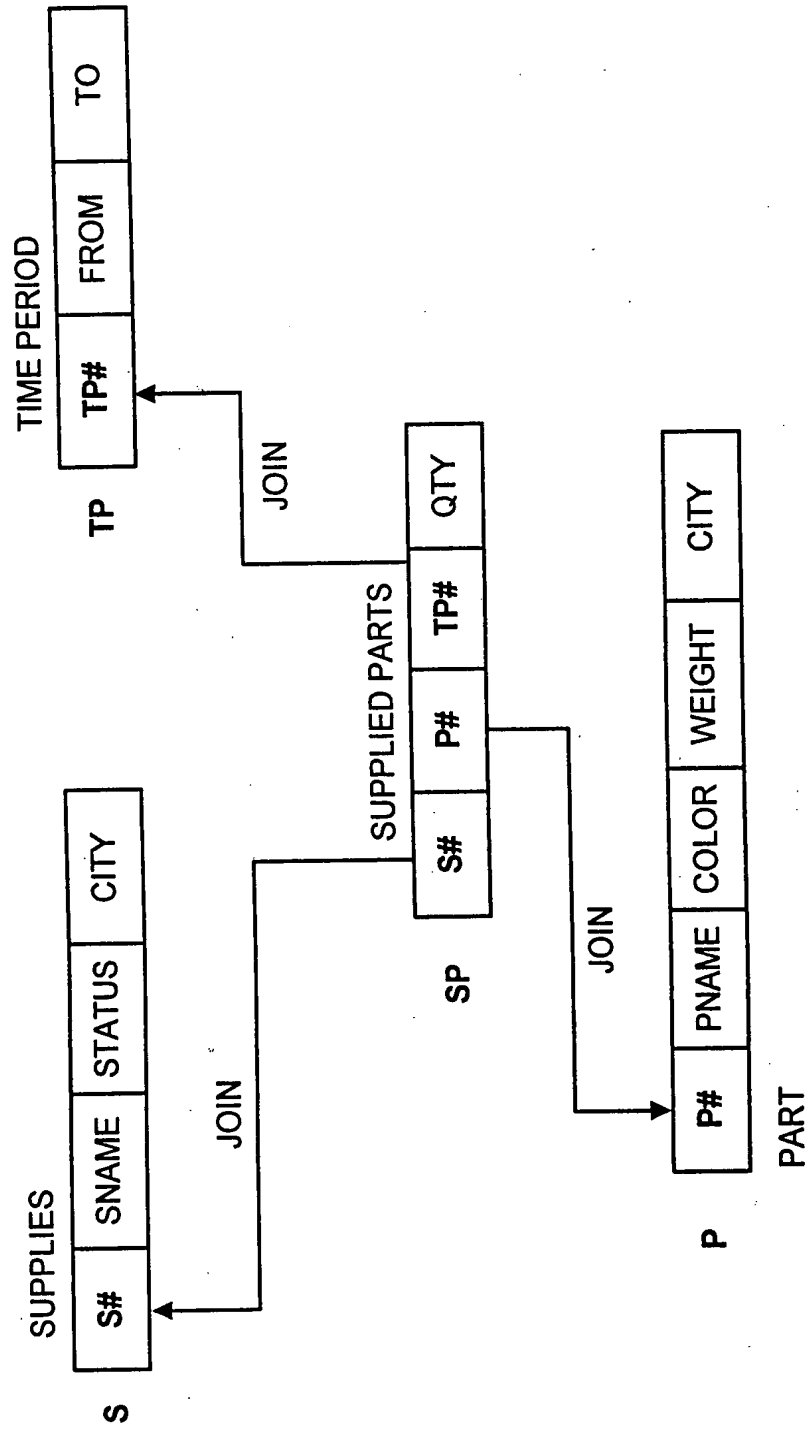 SUPPLIES
S
S# SNAME STATUS CITY
JOIN
TIME PERIOD
TP
TP# FROM TO
JOIN
SUPPLIED PARTS
SP
S# P# TP# QTY
JOIN
P
P# PNAME COLOR WEIGHT CITY
PART